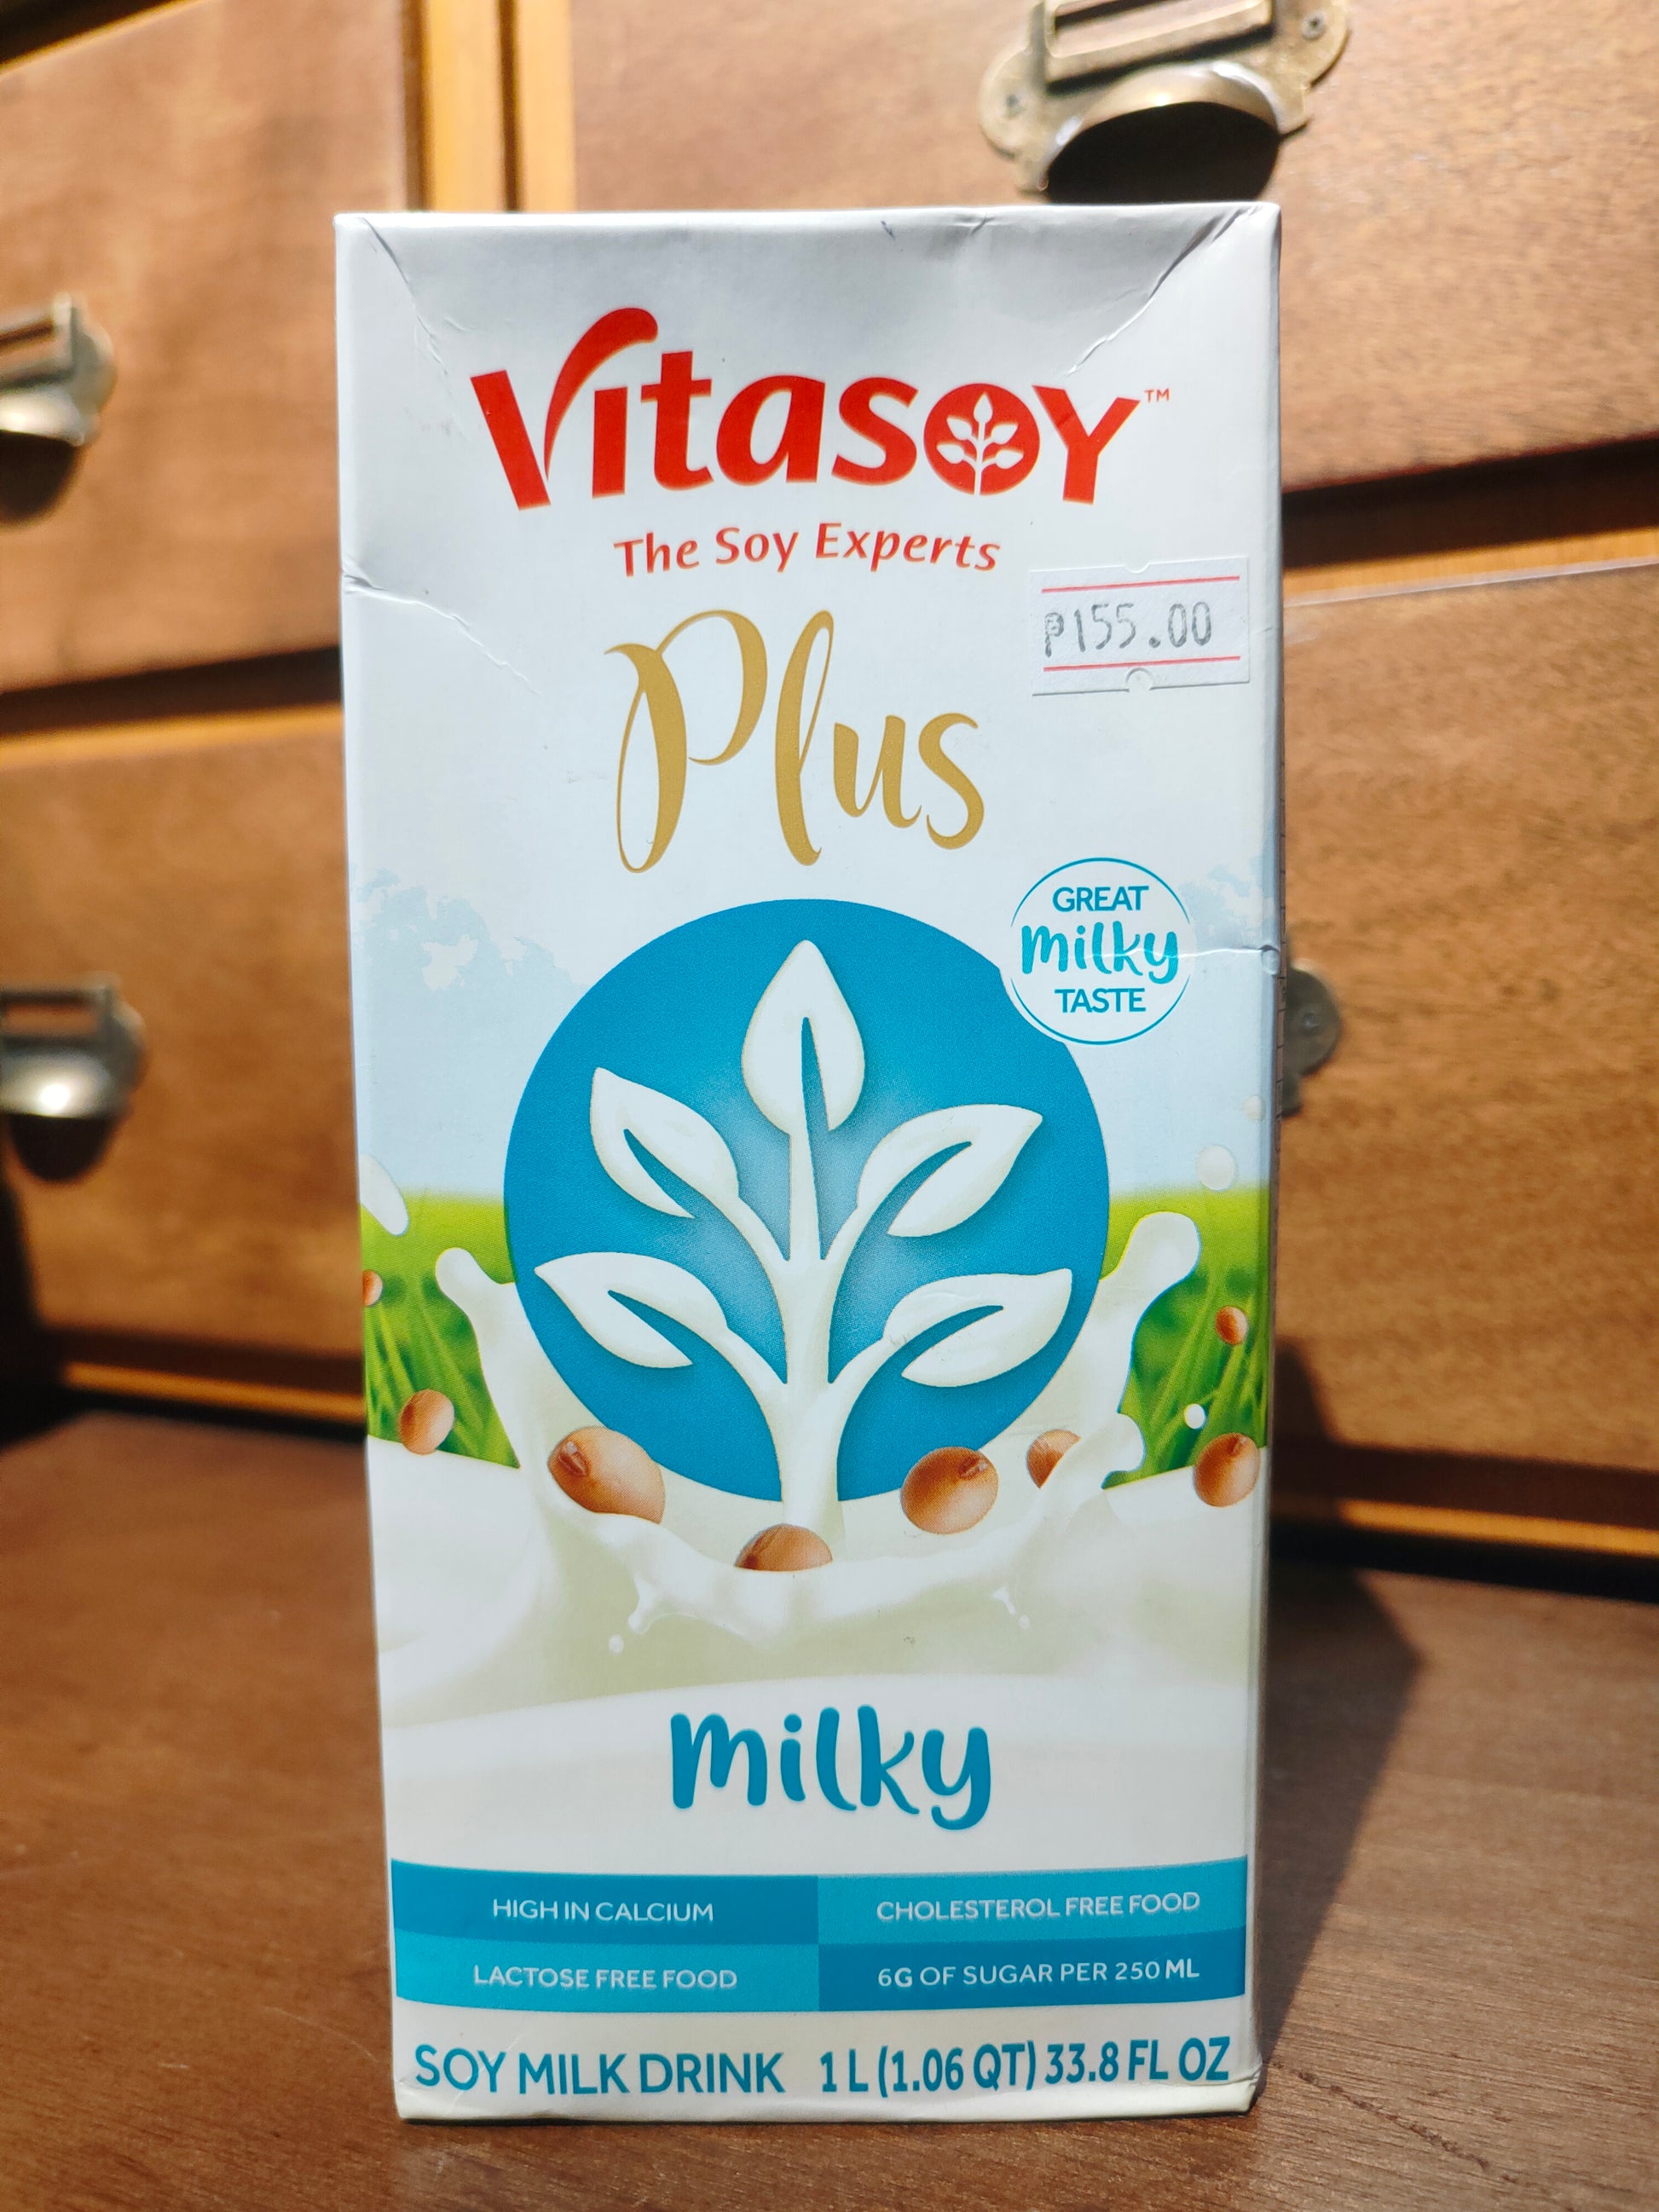 Vitasoy™
The Soy Experts
₱155.00
Plus
GREAT
milky
TASTE
milky
HIGH IN CALCIUM
CHOLESTEROL FREE FOOD
LACTOSE FREE FOOD
6G OF SUGAR PER 250 ML
SOY MILK DRINK 1 L (1.06 QT) 33.8 FL OZ